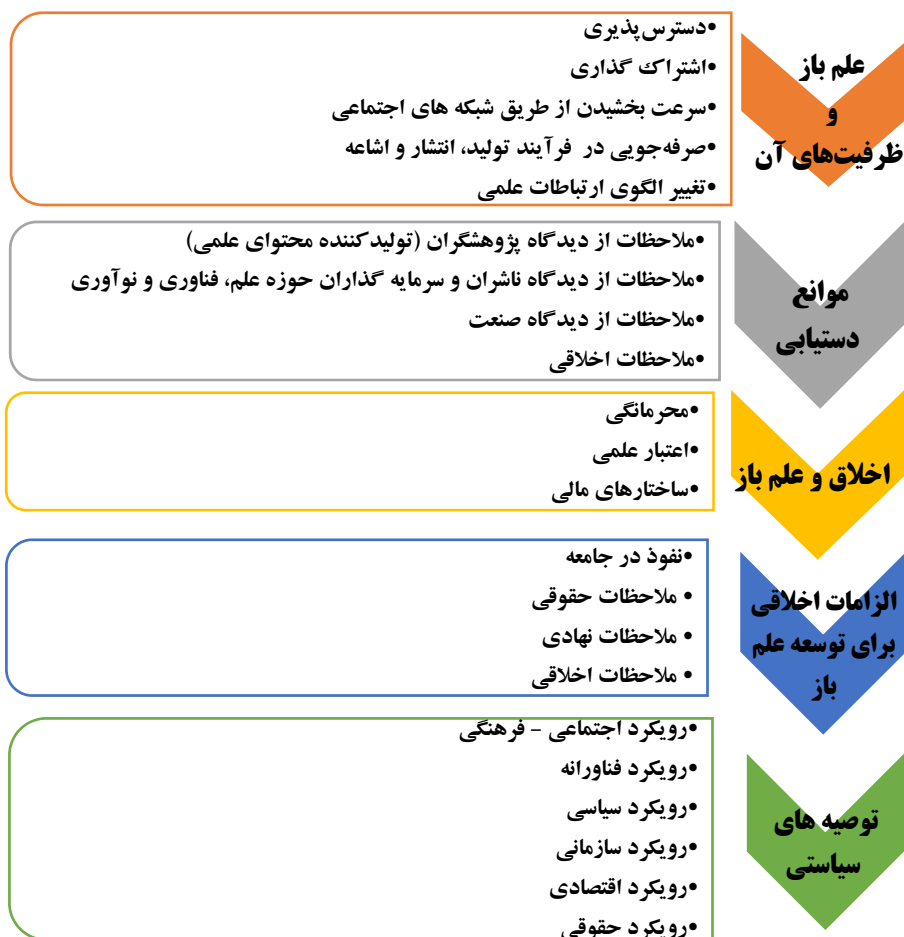 علم باز
و
ظرفیت‌های آن
•دسترس‌پذیری
•اشتراک گذاری
•سرعت بخشیدن از طریق شبکه های اجتماعی
•صرفه‌جویی در فرآیند تولید، انتشار و اشاعه
•تغییر الگوی ارتباطات علمی
موانع
دستیابی
•ملاحظات از دیدگاه پژوهشگران (تولیدکننده محتوای علمی)
•ملاحظات از دیدگاه ناشران و سرمایه گذاران حوزه علم، فناوری و نوآوری
•ملاحظات از دیدگاه صنعت
•ملاحظات اخلاقی
اخلاق و علم باز
•محرمانگی
•اعتبار علمی
•ساختارهای مالی
الزامات اخلاقی
برای توسعه علم
باز
•نفوذ در جامعه
• ملاحظات حقوقی
• ملاحظات نهادی
• ملاحظات اخلاقی
توصیه های
سیاستی
•رویکرد اجتماعی - فرهنگی
•رویکرد فناورانه
•رویکرد سیاسی
•رویکرد سازمانی
•رویکرد اقتصادی
•رویکرد حقوقی